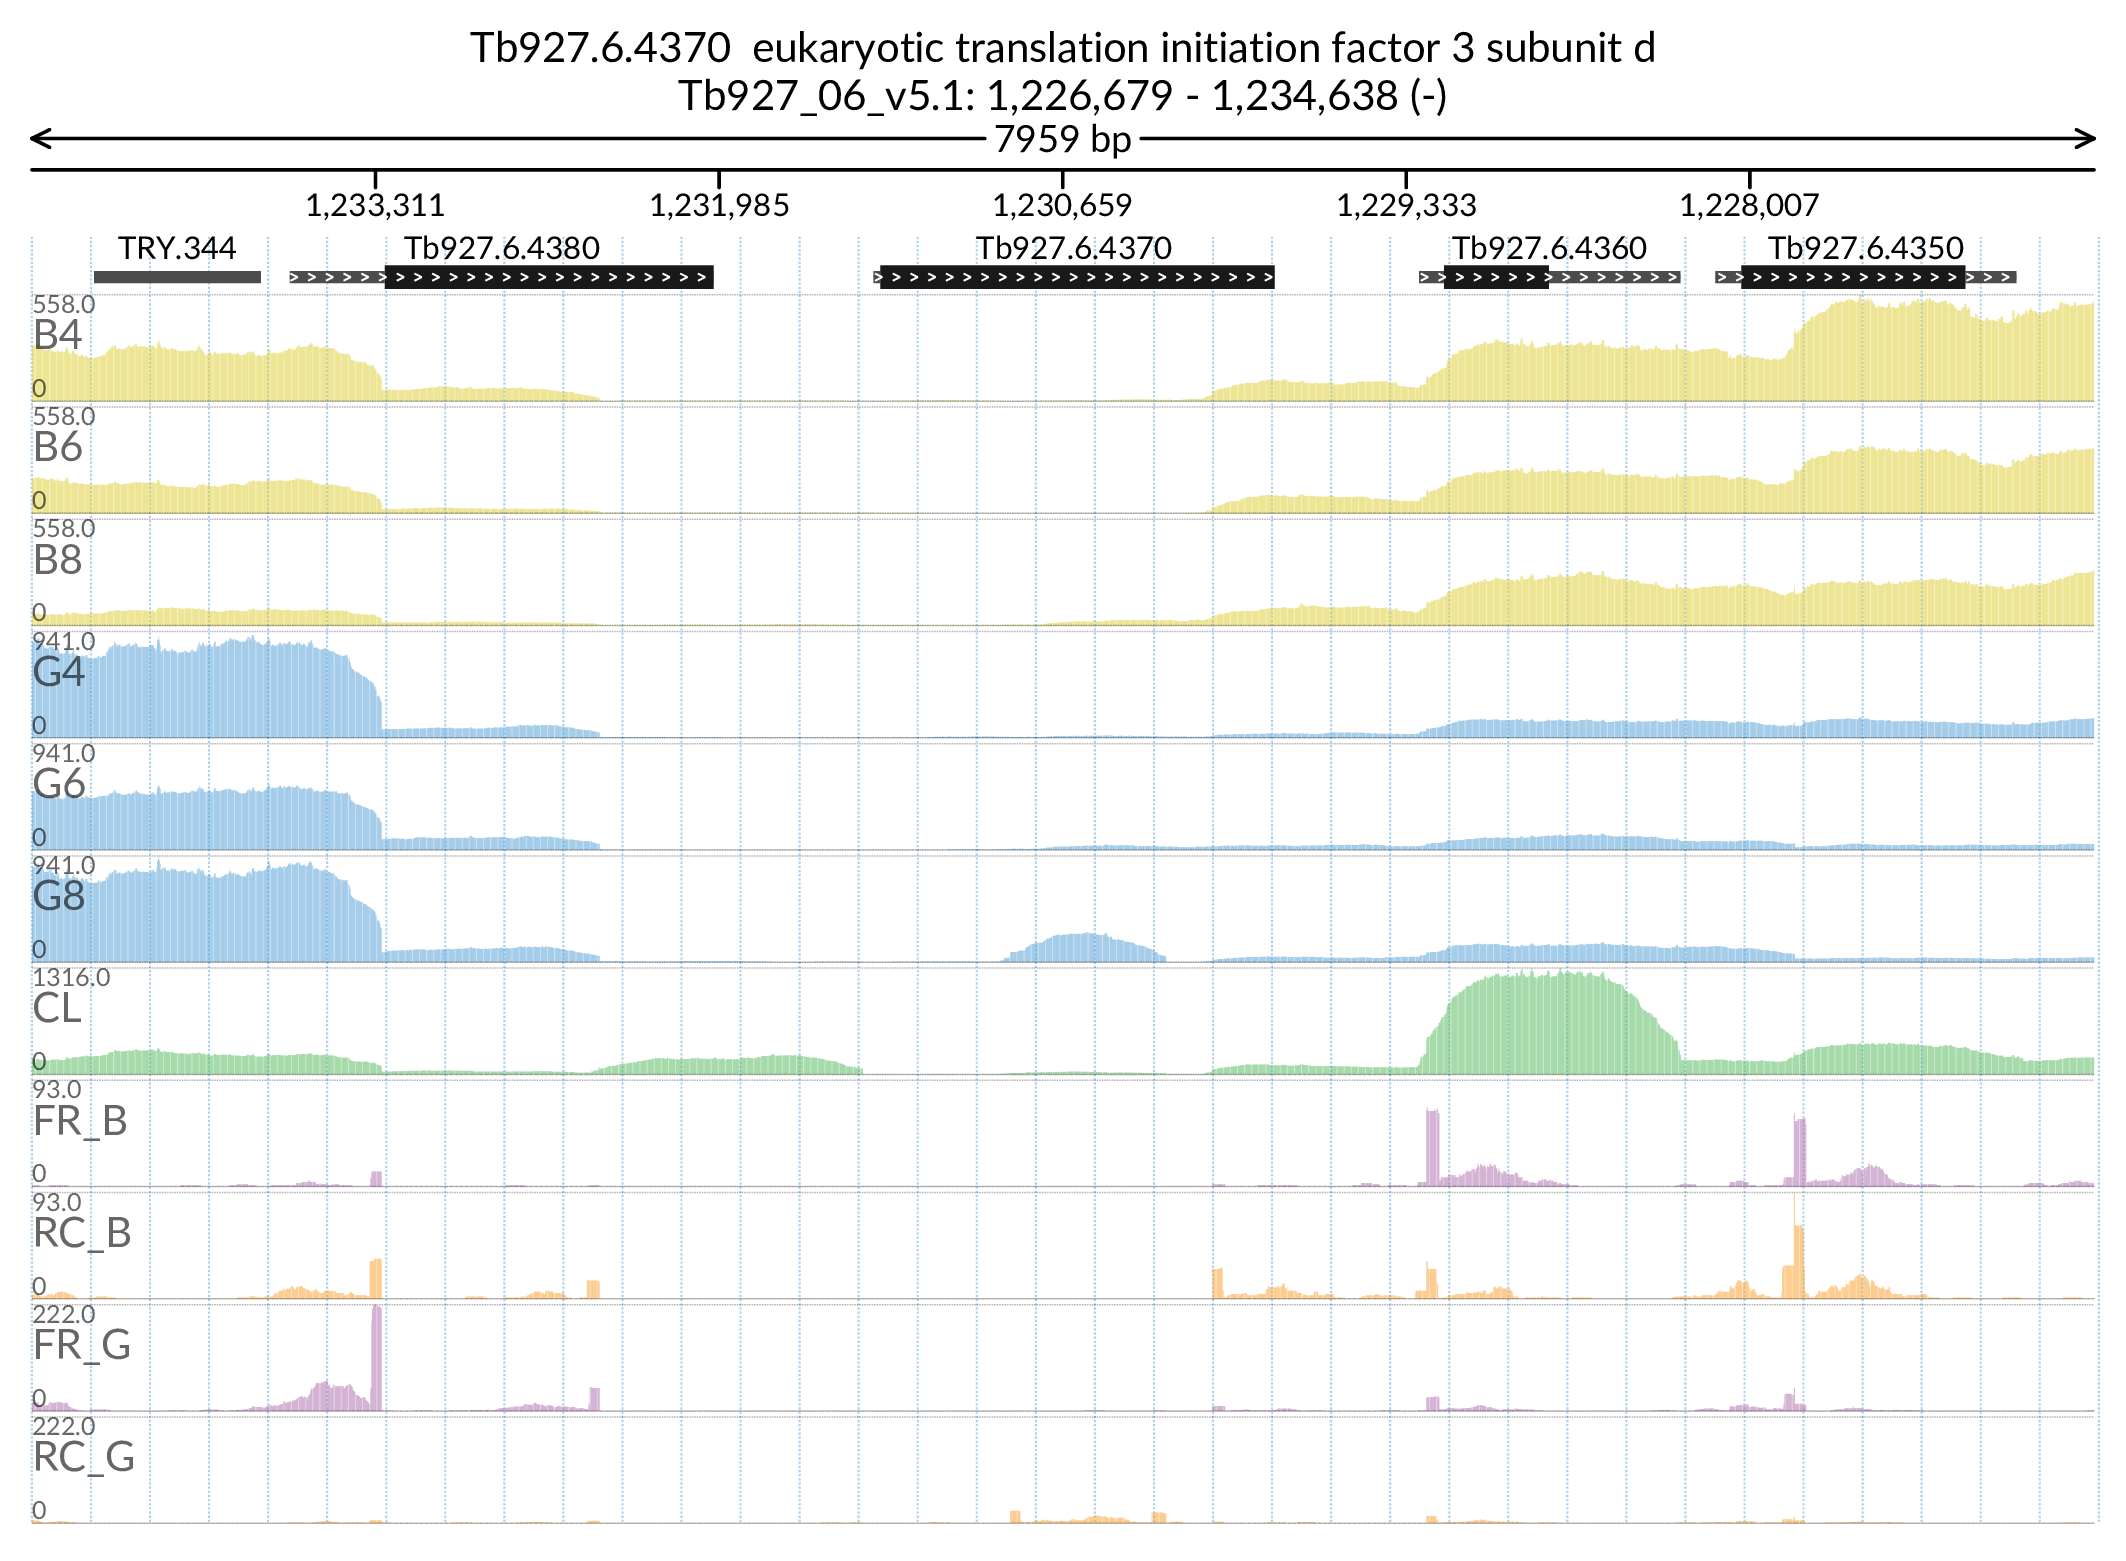 Tb927.6.4370  eukaryotic translation initiation factor 3 subunit d
Tb927_06_v5.1: 1,226,679 - 1,234,638 (-)
7959 bp
1,233,311 1,231,985 1,230,659 1,229,333 1,228,007
TRY.344 Tb927.6.4380 Tb927.6.4370 Tb927.6.4360 Tb927.6.4350
558.0
B4
0
558.0
B6
0
558.0
B8
0
941.0
G4
0
941.0
G6
0
941.0
G8
0
1316.0
CL
0
93.0
FR_B
0
93.0
RC_B
0
222.0
FR_G
0
222.0
RC_G
0